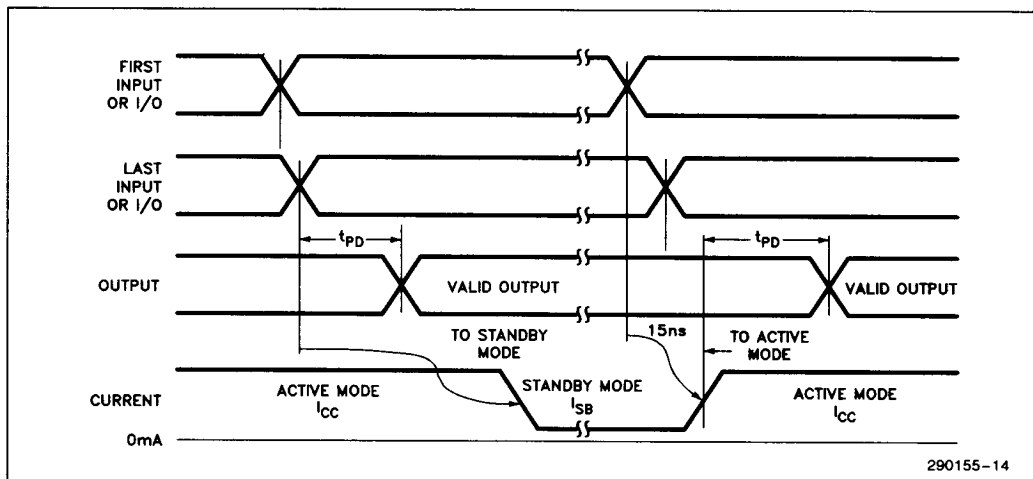 FIRST
INPUT
OR I/O
LAST
INPUT
OR I/O
tPD
tPD
OUTPUT
VALID OUTPUT
VALID OUTPUT
TO STANDBY
MODE
15ns
TO ACTIVE
MODE
CURRENT
ACTIVE MODE
ICC
STANDBY MODE
ISB
ACTIVE MODE
ICC
0mA
290155-14